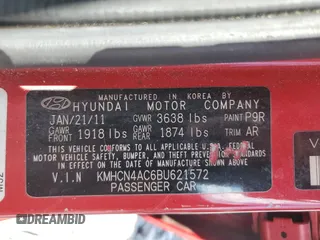 MANUFACTURED IN KOREA BY
HYUNDAI MOTOR COMPANY
JAN/21/11 GVWR 3638 lbs PAINT P9R
GAWR FRONT 1918 lbs GAWR REAR 1874 lbs TRIM AR
THIS VEHICLE CONFORMS TO ALL APPLICABLE U.S. FEDERAL
MOTOR VEHICLE SAFETY, BUMPER, AND THEFT PREVENTION
STANDARDS IN EFFECT ON THE DATE OF MANUFACTURE
SHOWN ABOVE.
V.I.N KMHCN4AC6BU621572
PASSENGER CAR
V